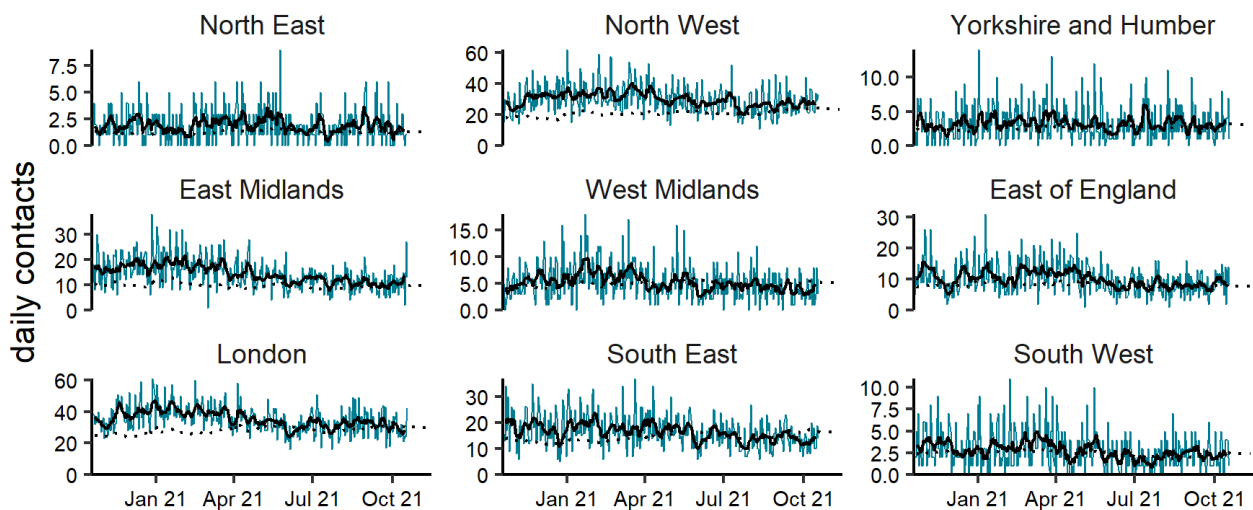 North East
North West
Yorkshire and Humber
7.5
5.0
2.5
0.0
60
40
20
0
10.0
5.0
0.0
East Midlands
West Midlands
East of England
30
20
10
0
15.0
10.0
5.0
0.0
30
20
10
0
London
South East
South West
60
40
20
0
30
20
10
0
10.0
7.5
5.0
2.5
0.0
Jan 21 Apr 21 Jul 21 Oct 21
Jan 21 Apr 21 Jul 21 Oct 21
Jan 21 Apr 21 Jul 21 Oct 21
daily contacts